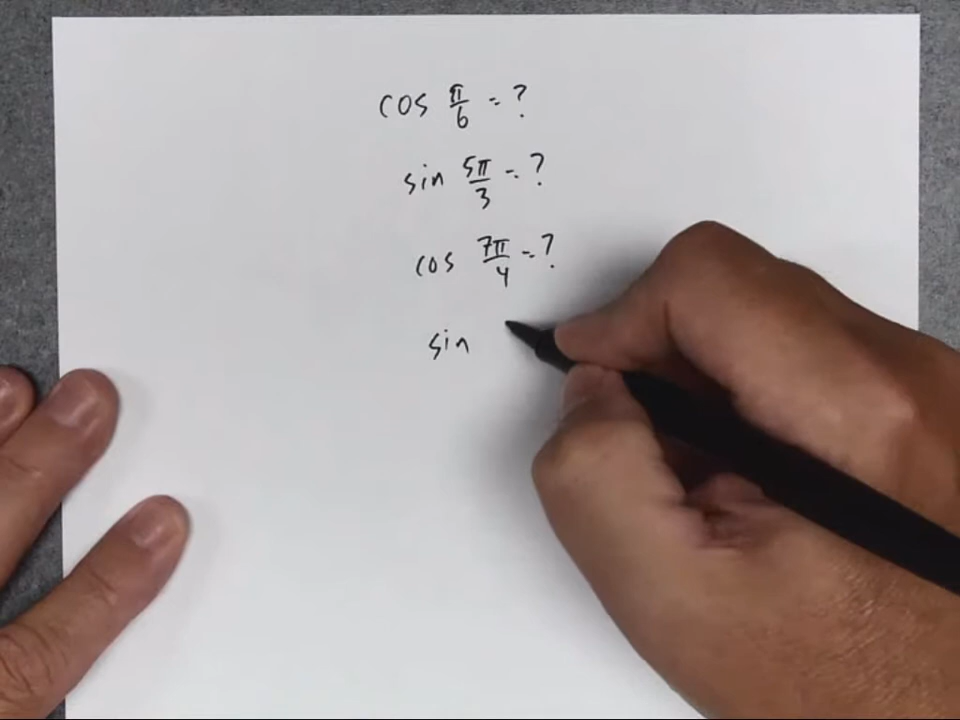 cos π/6 = ?
sin 5π/3 = ?
cos 7π/4 = ?
sin